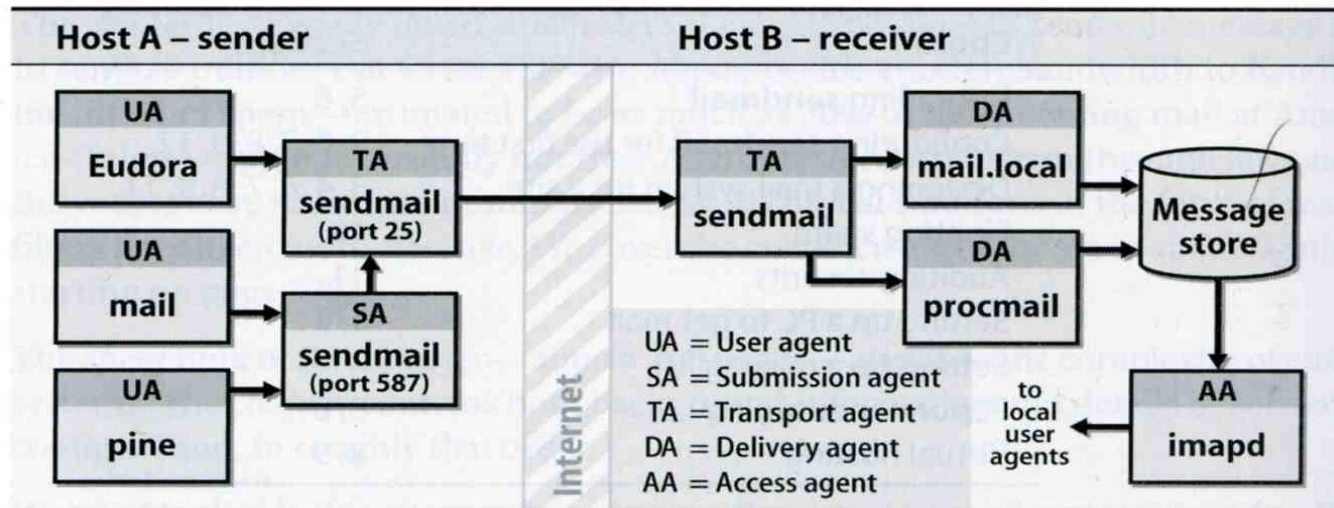 Host A – sender
Host B – receiver
UA
Eudora
UA
mail
UA
pine
TA
sendmail
(port 25)
SA
sendmail
(port 587)
Internet
TA
sendmail
DA
mail.local
DA
procmail
Message
store
AA
imapd
to
local
user
agents
UA = User agent
SA = Submission agent
TA = Transport agent
DA = Delivery agent
AA = Access agent